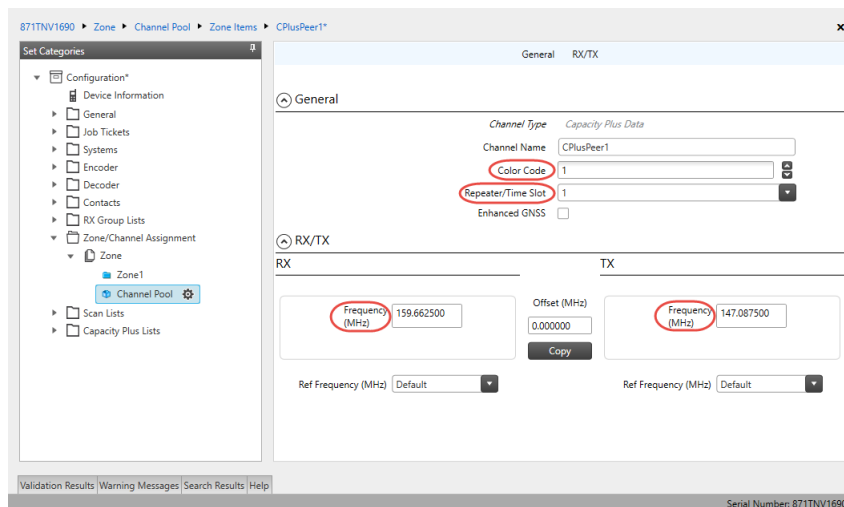 871TNV1690 ▸ Zone ▸ Channel Pool ▸ Zone Items ▸ CPlusPeer1*
Set Categories
Configuration*
Device Information
General
Job Tickets
Systems
Encoder
Decoder
Contacts
RX Group Lists
Zone/Channel Assignment
Zone
Zone1
Channel Pool
Scan Lists
Capacity Plus Lists
General RX/TX
General
Channel Type Capacity Plus Data
Channel Name CPlusPeer1
Color Code 1
Repeater/Time Slot 1
Enhanced GNSS
RX/TX
RX TX
Frequency (MHz) 159.662500
Offset (MHz)
0.000000
Copy
Frequency (MHz) 147.087500
Ref Frequency (MHz) Default
Ref Frequency (MHz) Default
Validation Results Warning Messages Search Results Help
Serial Number: 871TNV1690